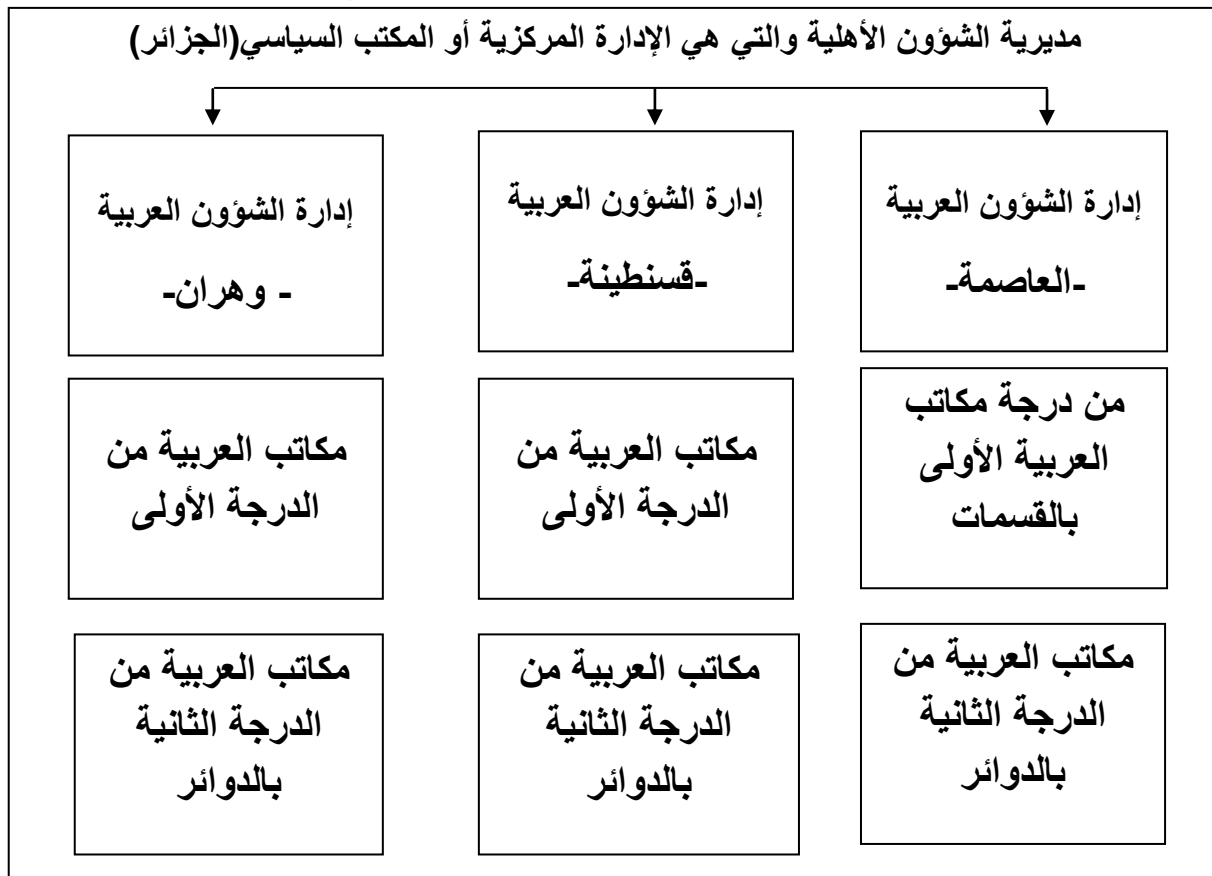 مديرية الشؤون الأهلية والتي هي الإدارة المركزية أو المكتب السياسي(الجزائر)
إدارة الشؤون العربية
-العاصمة-
إدارة الشؤون العربية
-قسنطينة-
إدارة الشؤون العربية
- وهران-
من درجة مكاتب
العربية الأولى
بالقسمات
مكاتب العربية من
الدرجة الأولى
مكاتب العربية من
الدرجة الأولى
مكاتب العربية من
الدرجة الثانية
بالدوائر
مكاتب العربية من
الدرجة الثانية
بالدوائر
مكاتب العربية من
الدرجة الثانية
بالدوائر